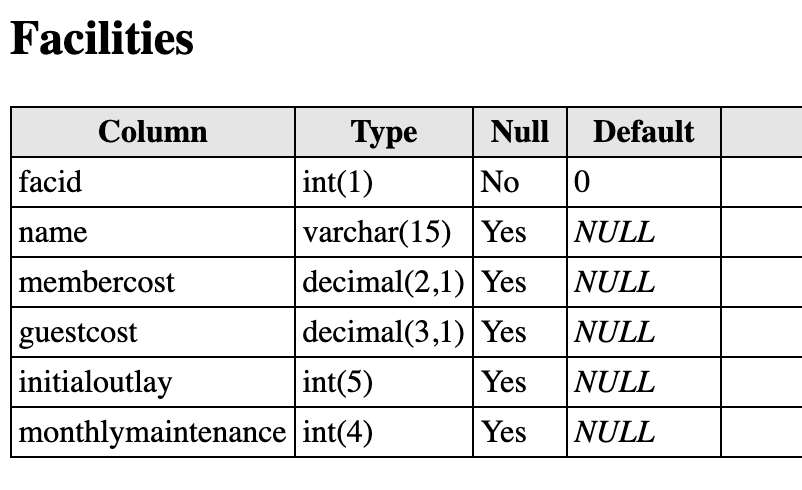 Facilities
Column Type Null Default
facid int(1) No 0
name varchar(15) Yes NULL
membercost decimal(2,1) Yes NULL
guestcost decimal(3,1) Yes NULL
initialoutlay int(5) Yes NULL
monthlymaintenance int(4) Yes NULL